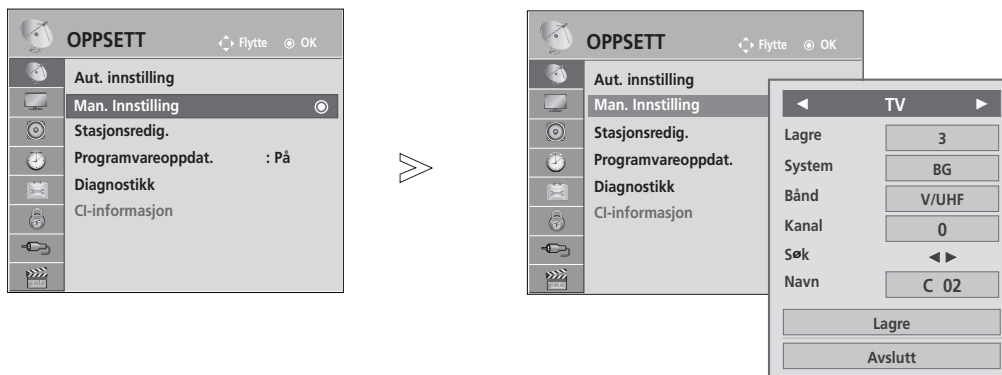 OPPSETT Flytte OK
Aut. innstilling
Man. Innstilling
Stasjonsredig.
Programvareoppdat. : På
Diagnostikk
CI-informasjon
OPPSETT Flytte OK
Aut. innstilling
Man. Innstilling
Stasjonsredig.
Programvareoppdat.
Diagnostikk
CI-informasjon
◄ TV ►
Lagre 3
System BG
Bånd V/UHF
Kanal 0
Søk ◄ ►
Navn C 02
Lagre
Avslutt